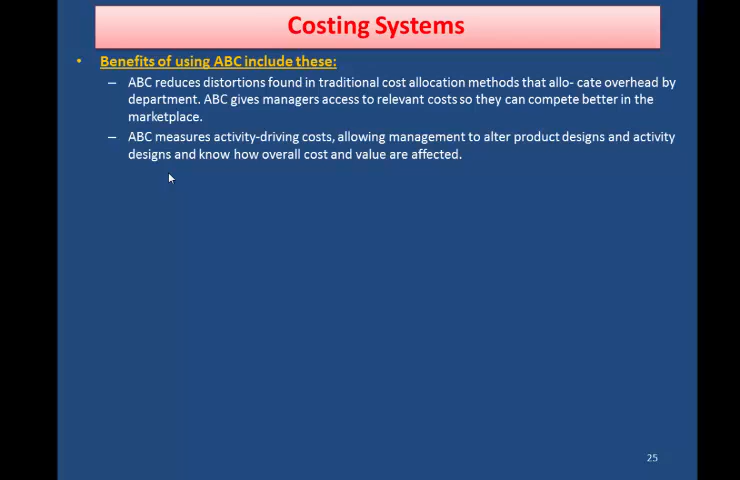 Costing Systems
• Benefits of using ABC include these:
– ABC reduces distortions found in traditional cost allocation methods that allo- cate overhead by
department. ABC gives managers access to relevant costs so they can compete better in the
marketplace.
– ABC measures activity-driving costs, allowing management to alter product designs and activity
designs and know how overall cost and value are affected.
25